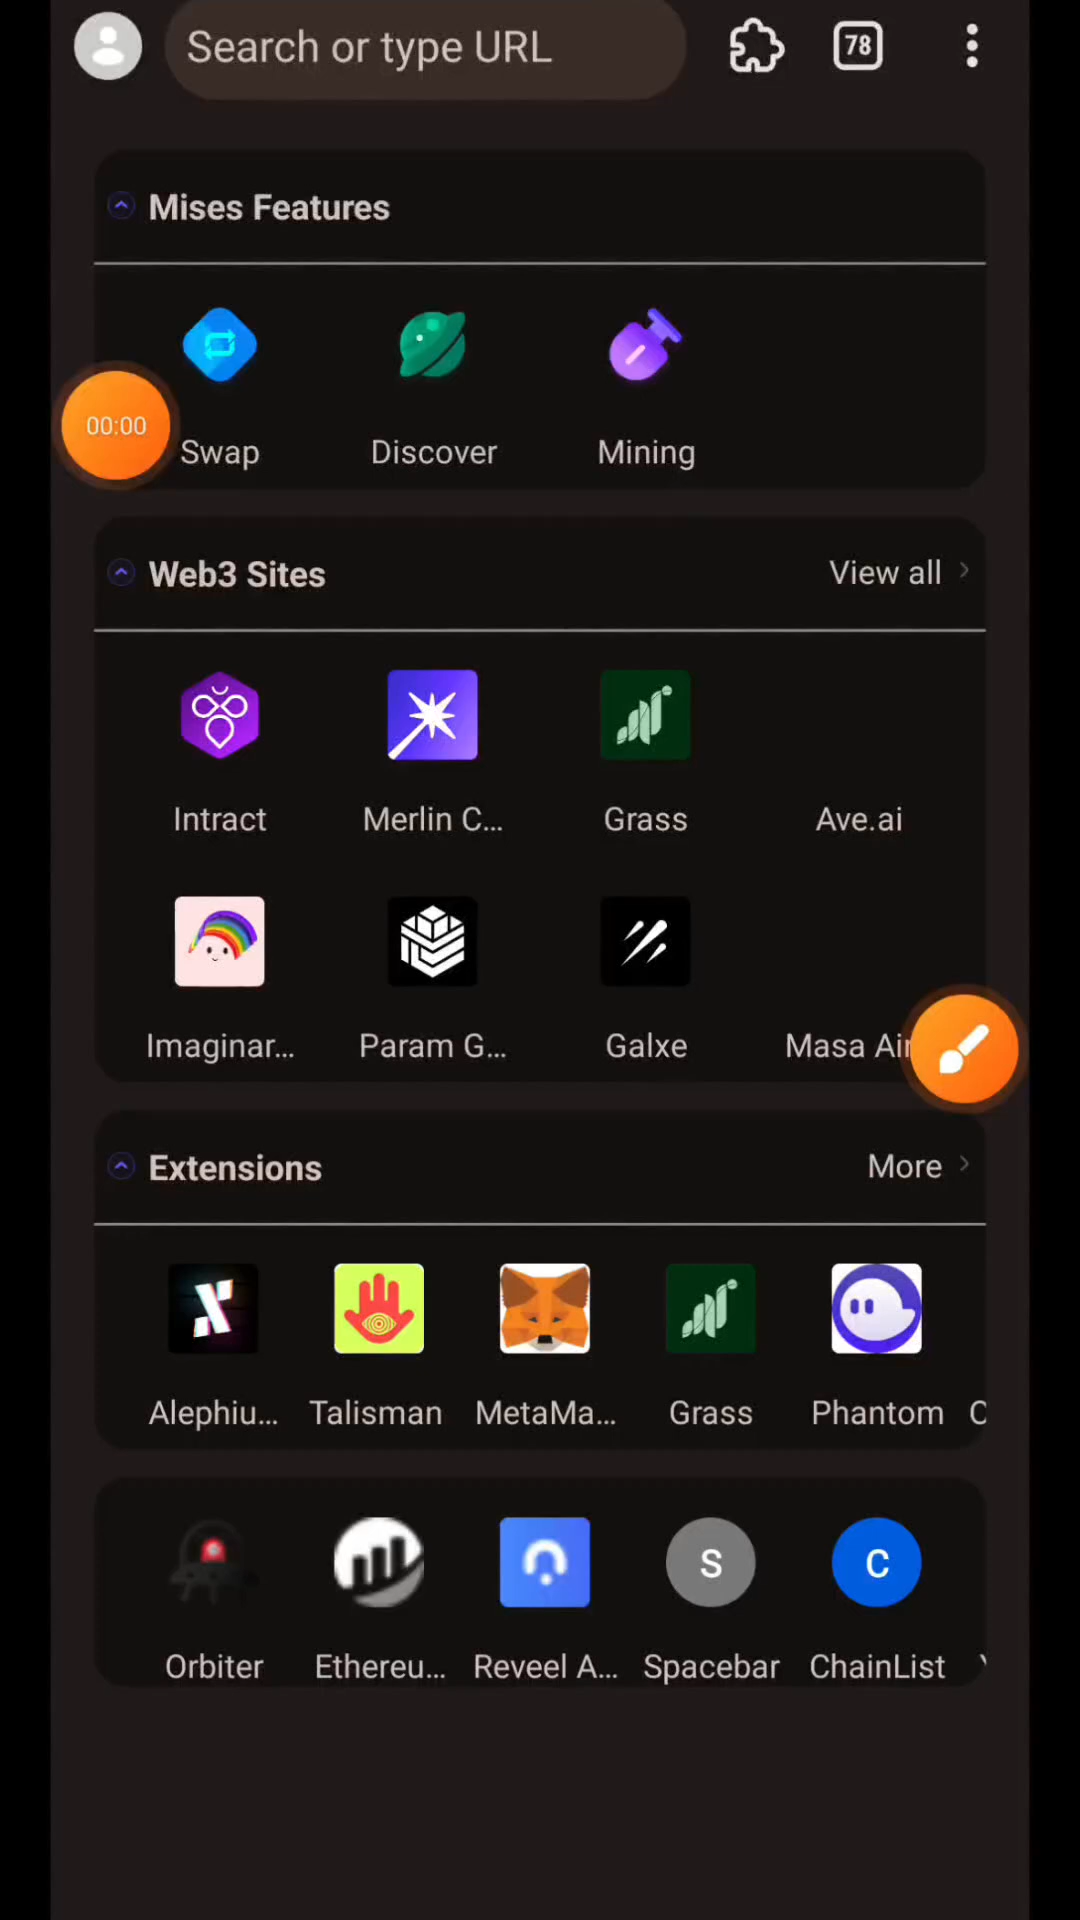 Search or type URL
78
Mises Features
00:00
Swap
Discover
Mining
Web3 Sites
View all
Intract
Merlin C...
Grass
Ave.ai
Imaginar...
Param G...
Galxe
Masa Air
Extensions
More
Alephiu...
Talisman
MetaMa...
Grass
Phantom
C
S
C
Orbiter
Ethereu...
Reveel A...
Spacebar
ChainList